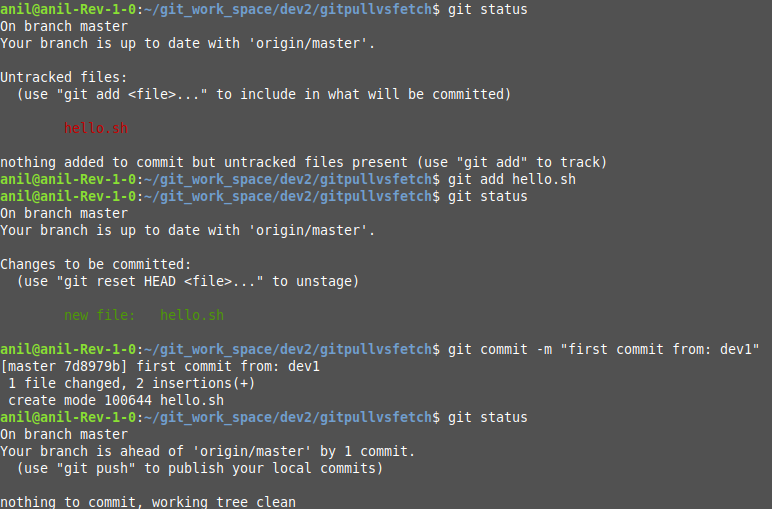 anil@anil-Rev-1-0:~/git_work_space/dev2/gitpullvsfetch$ git status
On branch master
Your branch is up to date with 'origin/master'.

Untracked files:
  (use "git add <file>..." to include in what will be committed)

        hello.sh

nothing added to commit but untracked files present (use "git add" to track)
anil@anil-Rev-1-0:~/git_work_space/dev2/gitpullvsfetch$ git add hello.sh
anil@anil-Rev-1-0:~/git_work_space/dev2/gitpullvsfetch$ git status
On branch master
Your branch is up to date with 'origin/master'.

Changes to be committed:
  (use "git reset HEAD <file>..." to unstage)

        new file:   hello.sh

anil@anil-Rev-1-0:~/git_work_space/dev2/gitpullvsfetch$ git commit -m "first commit from: dev1"
[master 7d8979b] first commit from: dev1
 1 file changed, 2 insertions(+)
 create mode 100644 hello.sh
anil@anil-Rev-1-0:~/git_work_space/dev2/gitpullvsfetch$ git status
On branch master
Your branch is ahead of 'origin/master' by 1 commit.
  (use "git push" to publish your local commits)

nothing to commit, working tree clean